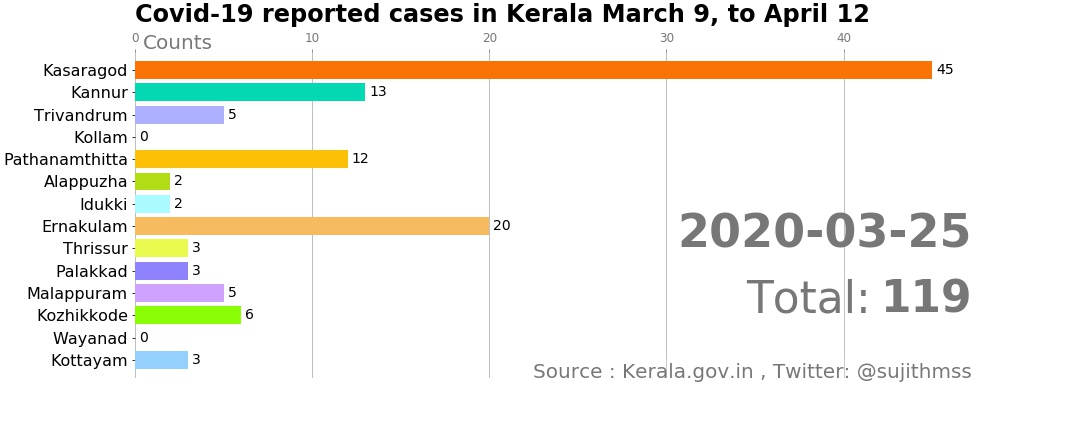 Covid-19 reported cases in Kerala March 9, to April 12
Counts
0 10 20 30 40
Kasaragod 45
Kannur 13
Trivandrum 5
Kollam 0
Pathanamthitta 12
Alappuzha 2
Idukki 2
Ernakulam 20
Thrissur 3
Palakkad 3
Malappuram 5
Kozhikkode 6
Wayanad 0
Kottayam 3
2020-03-25
Total: 119
Source : Kerala.gov.in , Twitter: @sujithmss